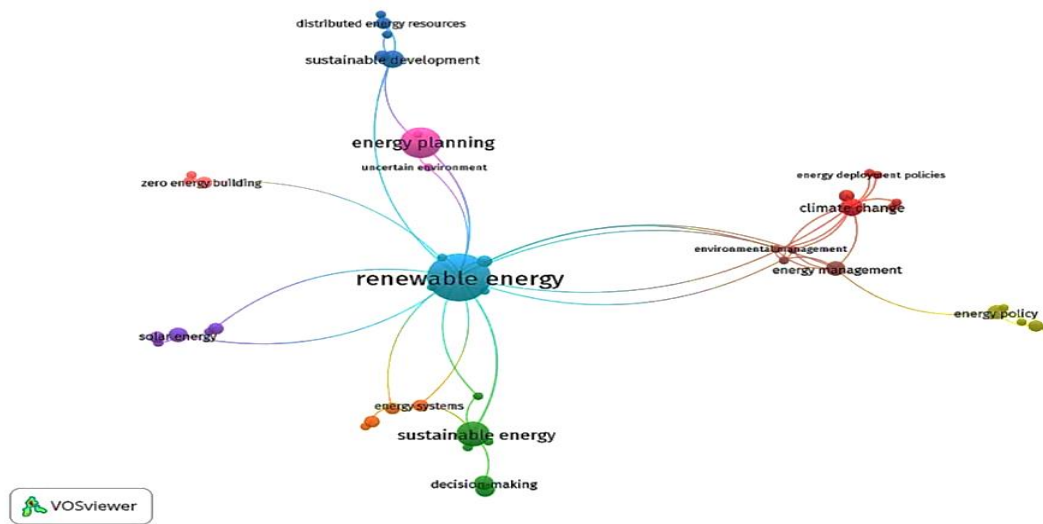 distributed energy resources
sustainable development
energy planning
uncertain environment
zero energy building
energy deployment policies
climate change
environmental management
energy management
renewable energy
energy policy
solar energy
energy systems
sustainable energy
decision making
VOSviewer